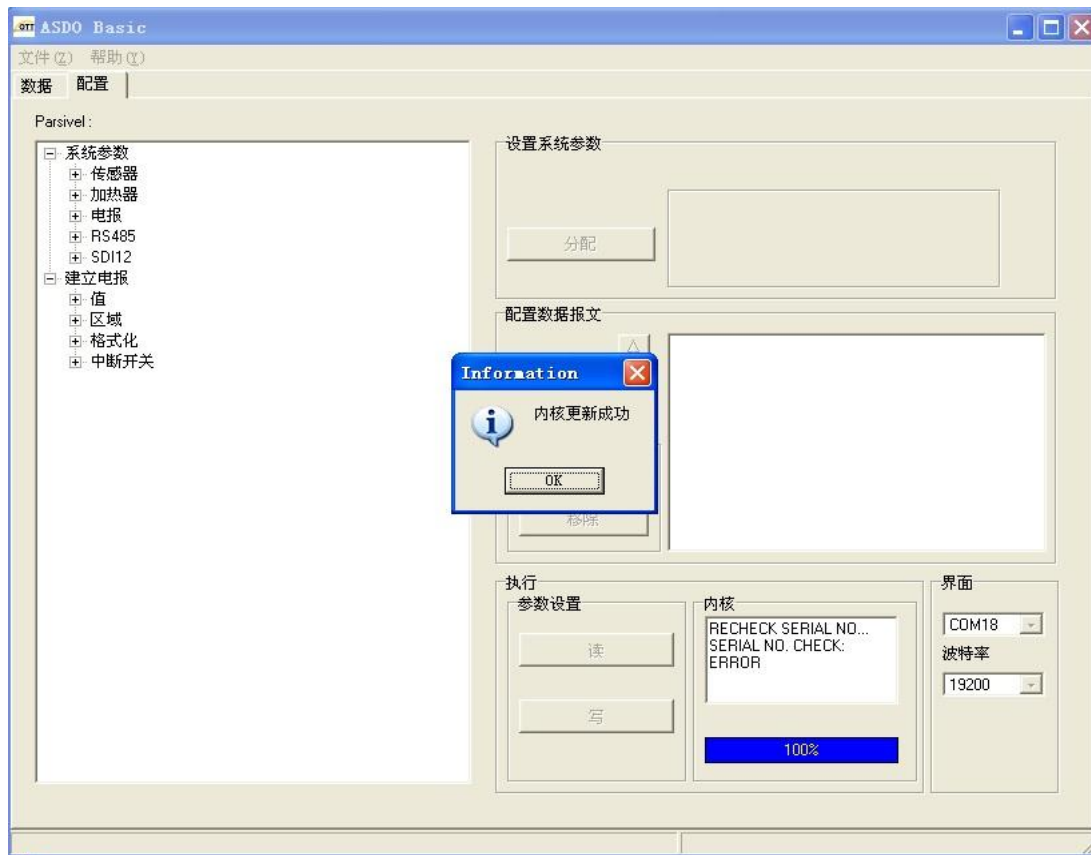 OTT ASDO Basic
文件(Z) 帮助(Y)
数据 配置
Parsivel :
系统参数
传感器
加热器
电报
RS485
SDI12
建立电报
值
区域
格式化
中断开关
设置系统参数
分配
配置数据报文
Information
内核更新成功
OK
移除
执行
参数设置
读
写
内核
RECHECK SERIAL NO...
SERIAL NO. CHECK:
ERROR
100%
界面
COM18
波特率
19200